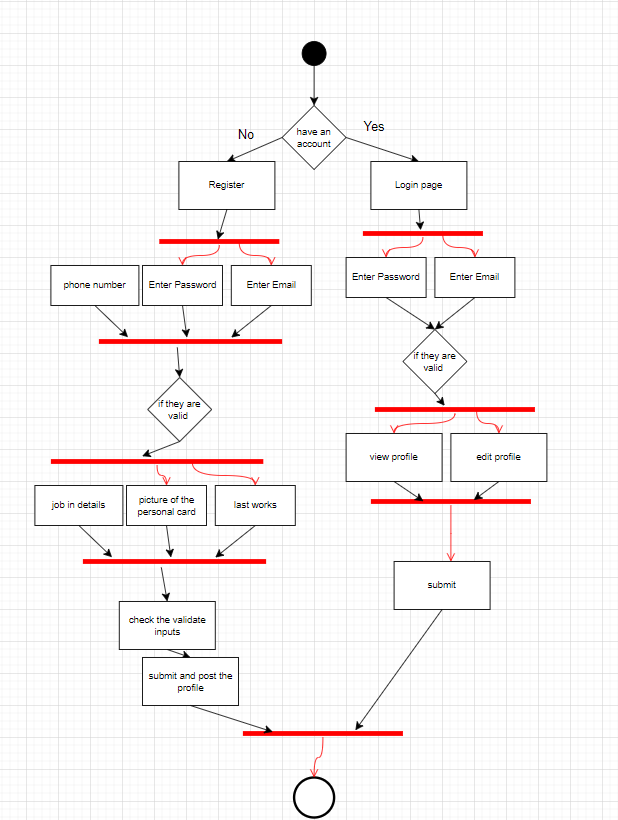 have an
account
No
Yes
Register
Login page
phone number
Enter Password
Enter Email
Enter Password
Enter Email
if they are
valid
if they are
valid
view profile
edit profile
job in details
picture of the
personal card
last works
submit
check the validate
inputs
submit and post the
profile